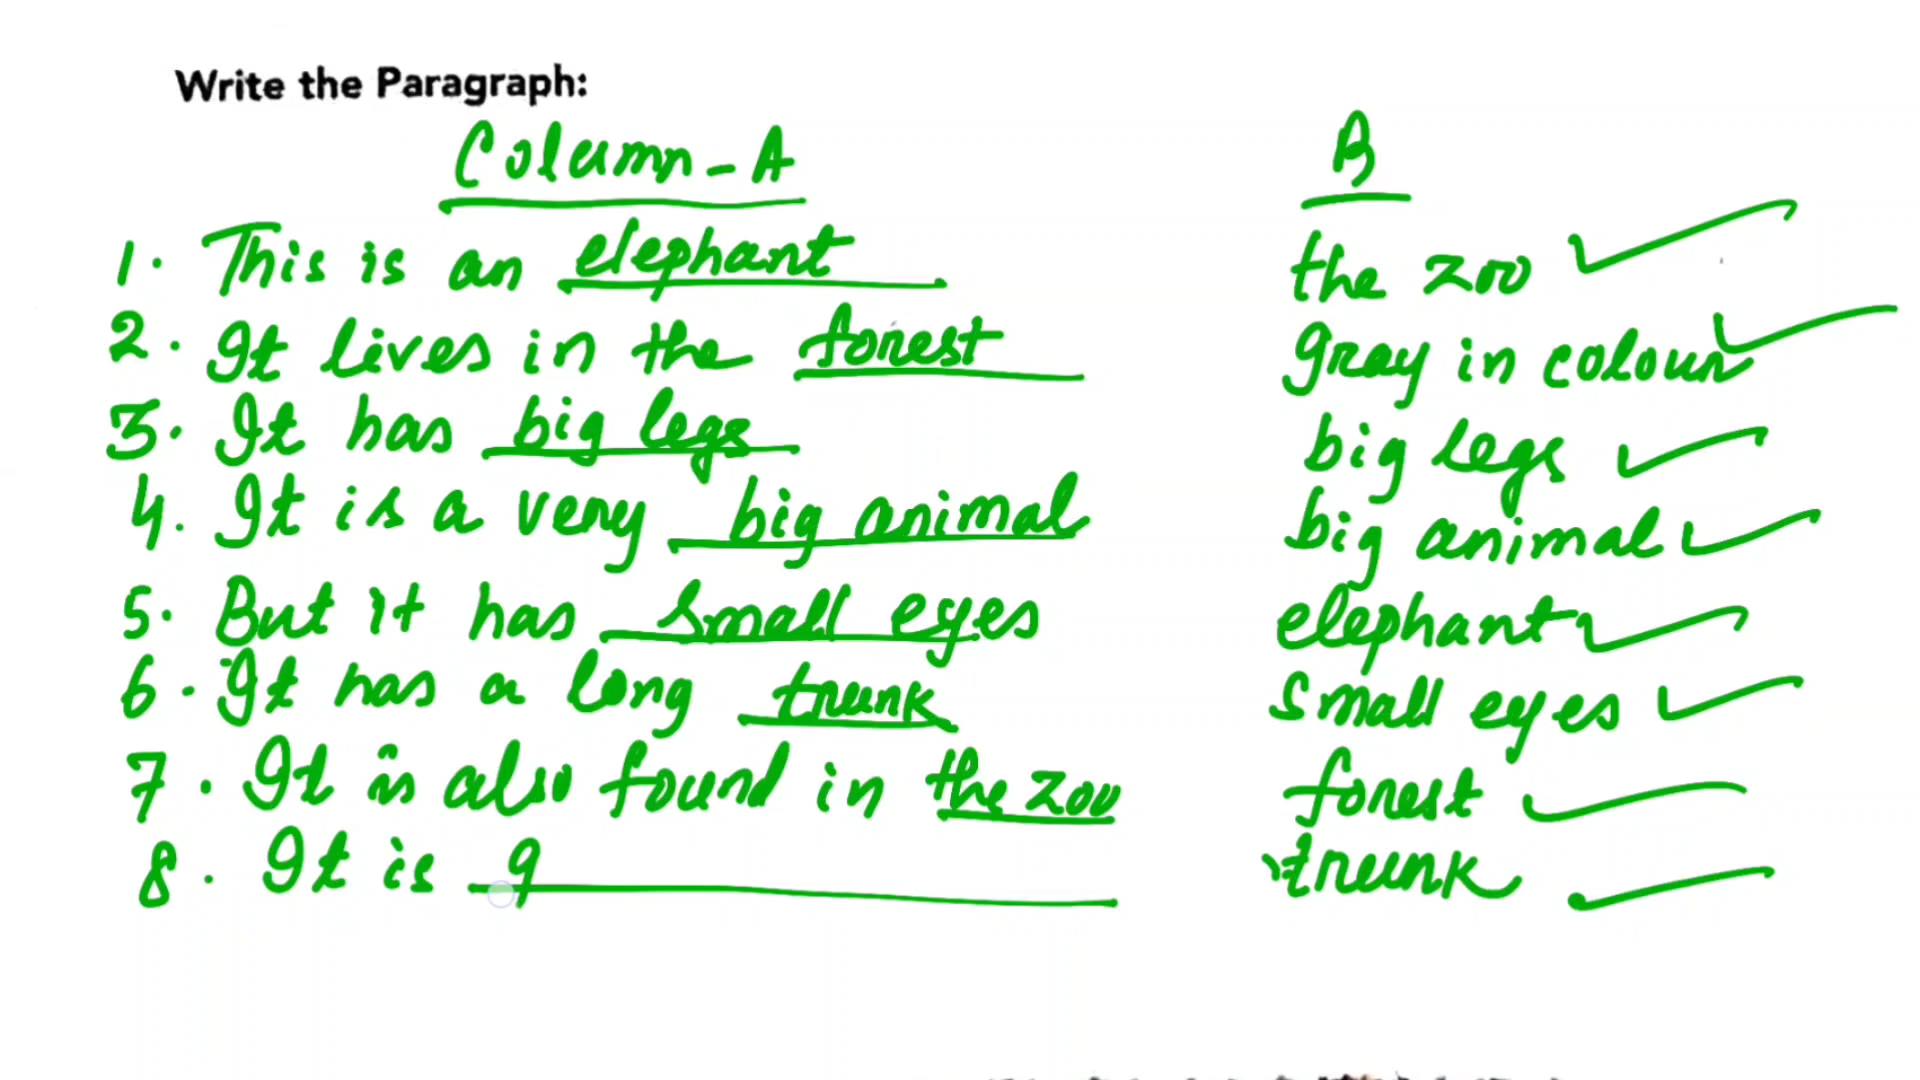 Write the Paragraph:
Column-A
B
1. This is an elephant
the zoo
2. It lives in the forest
gray in colour
3. It has big legs
big legs
4. It is a very big animal
big animal
5. But it has small eyes
elephant
6. It has a long trunk
small eyes
7. It is also found in the zoo
forest
8. It is g
trunk